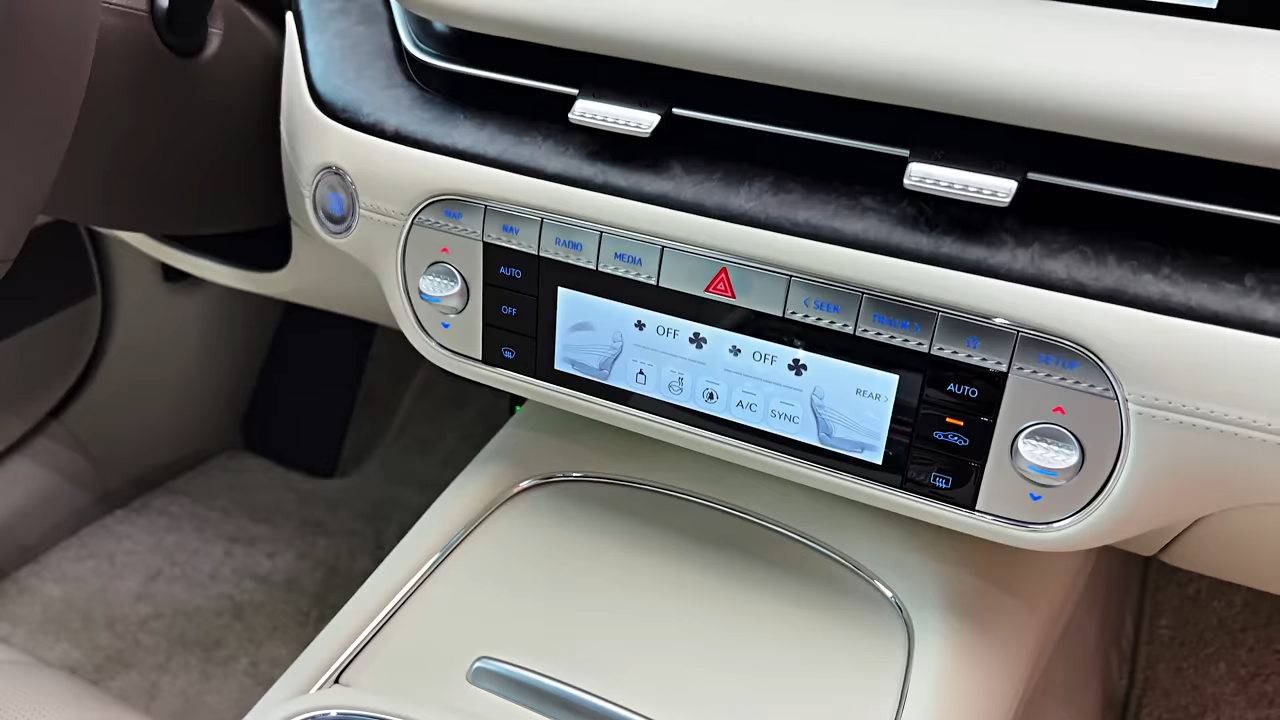 MAP
NAV
RADIO
MEDIA
< SEEK
TRACK >
SETUP
AUTO
OFF
OFF
OFF
A/C
SYNC
REAR >
AUTO